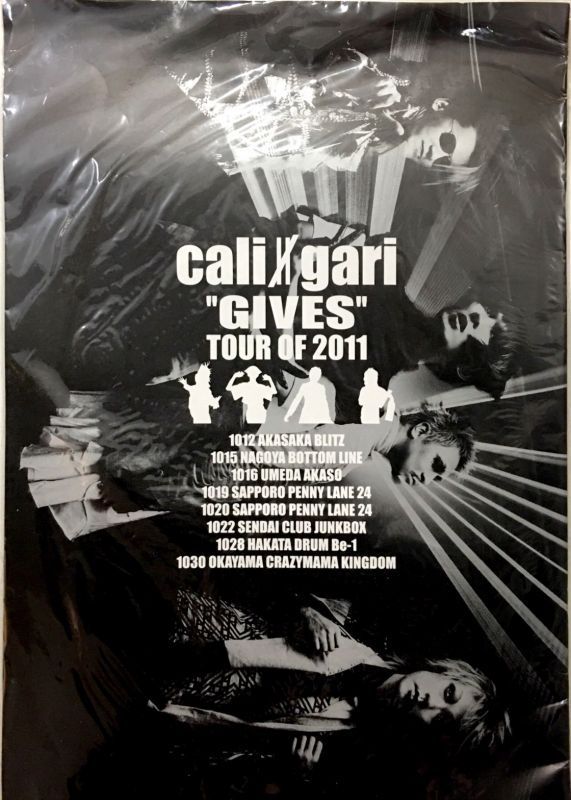 cali≠gari
"GIVES"
TOUR OF 2011
1012 AKASAKA BLITZ
1015 NAGOYA BOTTOM LINE
1016 UMEDA AKASO
1019 SAPPORO PENNY LANE 24
1020 SAPPORO PENNY LANE 24
1022 SENDAI CLUB JUNKBOX
1028 HAKATA DRUM Be-1
1030 OKAYAMA CRAZYMAMA KINGDOM